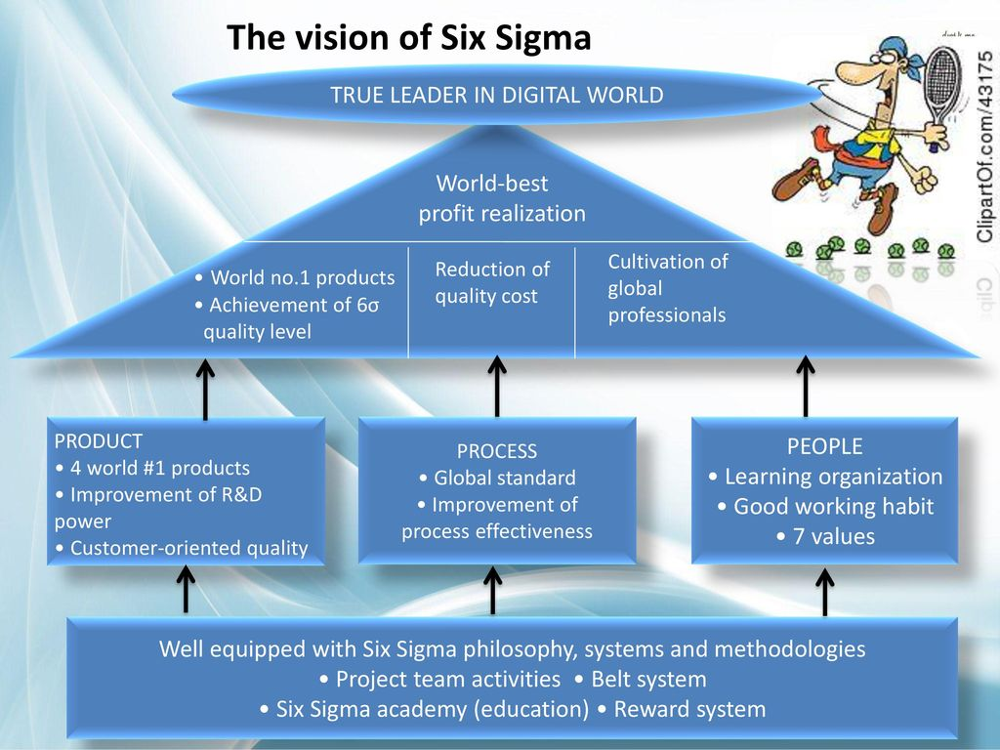 The vision of Six Sigma
TRUE LEADER IN DIGITAL WORLD
World-best
profit realization
• World no.1 products
• Achievement of 6σ
quality level
Reduction of
quality cost
Cultivation of
global
professionals
PRODUCT
• 4 world #1 products
• Improvement of R&D
power
• Customer-oriented quality
PROCESS
• Global standard
• Improvement of
process effectiveness
PEOPLE
• Learning organization
• Good working habit
• 7 values
Well equipped with Six Sigma philosophy, systems and methodologies
• Project team activities • Belt system
• Six Sigma academy (education) • Reward system
ClipartOf.com/43175